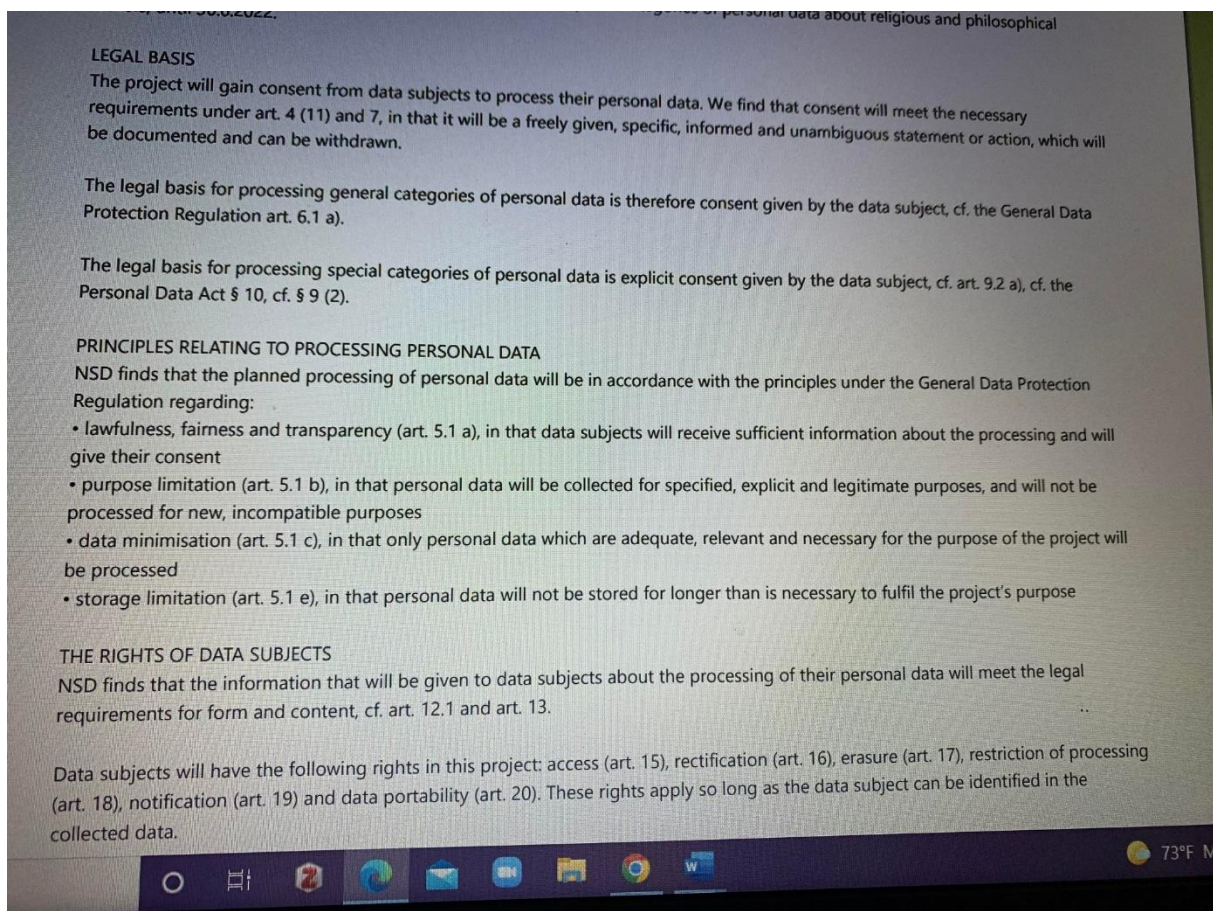 until 30.6.2022.
personal data about religious and philosophical
LEGAL BASIS
The project will gain consent from data subjects to process their personal data. We find that consent will meet the necessary
requirements under art. 4 (11) and 7, in that it will be a freely given, specific, informed and unambiguous statement or action, which will
be documented and can be withdrawn.
The legal basis for processing general categories of personal data is therefore consent given by the data subject, cf. the General Data
Protection Regulation art. 6.1 a).
The legal basis for processing special categories of personal data is explicit consent given by the data subject, cf. art. 9.2 a), cf. the
Personal Data Act § 10, cf. § 9 (2).
PRINCIPLES RELATING TO PROCESSING PERSONAL DATA
NSD finds that the planned processing of personal data will be in accordance with the principles under the General Data Protection
Regulation regarding:
• lawfulness, fairness and transparency (art. 5.1 a), in that data subjects will receive sufficient information about the processing and will
give their consent
• purpose limitation (art. 5.1 b), in that personal data will be collected for specified, explicit and legitimate purposes, and will not be
processed for new, incompatible purposes
• data minimisation (art. 5.1 c), in that only personal data which are adequate, relevant and necessary for the purpose of the project will
be processed
• storage limitation (art. 5.1 e), in that personal data will not be stored for longer than is necessary to fulfil the project's purpose
THE RIGHTS OF DATA SUBJECTS
NSD finds that the information that will be given to data subjects about the processing of their personal data will meet the legal
requirements for form and content, cf. art. 12.1 and art. 13.
Data subjects will have the following rights in this project: access (art. 15), rectification (art. 16), erasure (art. 17), restriction of processing
(art. 18), notification (art. 19) and data portability (art. 20). These rights apply so long as the data subject can be identified in the
collected data.
Z
W
73°F M